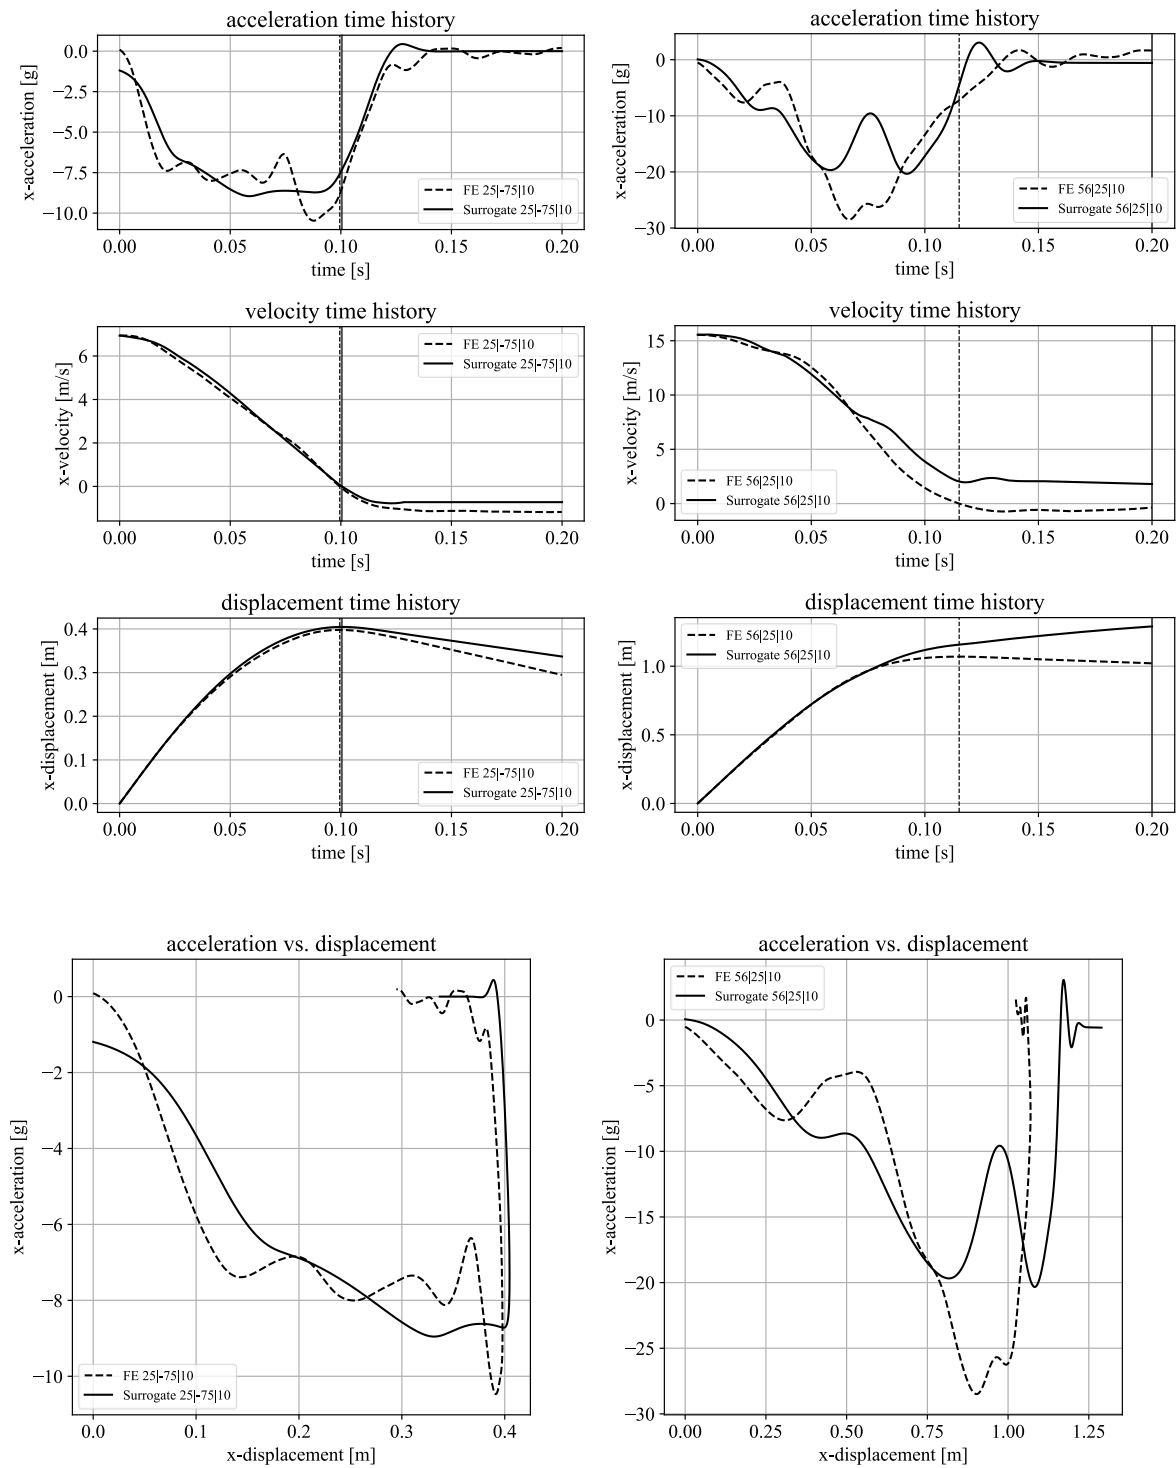 acceleration time history
x-acceleration [g]
0.0
−2.5
−5.0
−7.5
−10.0
FE 25|-75|10
Surrogate 25|-75|10
0.00 0.05 0.10 0.15 0.20
time [s]
acceleration time history
x-acceleration [g]
0
−10
−20
−30
FE 56|25|10
Surrogate 56|25|10
0.00 0.05 0.10 0.15 0.20
time [s]
velocity time history
x-velocity [m/s]
6
4
2
0
FE 25|-75|10
Surrogate 25|-75|10
0.00 0.05 0.10 0.15 0.20
time [s]
velocity time history
x-velocity [m/s]
15
10
5
0
FE 56|25|10
Surrogate 56|25|10
0.00 0.05 0.10 0.15 0.20
time [s]
displacement time history
x-displacement [m]
0.4
0.3
0.2
0.1
0.0
FE 25|-75|10
Surrogate 25|-75|10
0.00 0.05 0.10 0.15 0.20
time [s]
displacement time history
x-displacement [m]
1.0
0.5
0.0
FE 56|25|10
Surrogate 56|25|10
0.00 0.05 0.10 0.15 0.20
time [s]
acceleration vs. displacement
x-acceleration [g]
0
−2
−4
−6
−8
−10
FE 25|-75|10
Surrogate 25|-75|10
0.0 0.1 0.2 0.3 0.4
x-displacement [m]
acceleration vs. displacement
x-acceleration [g]
FE 56|25|10
Surrogate 56|25|10
0
−5
−10
−15
−20
−25
−30
0.00 0.25 0.50 0.75 1.00 1.25
x-displacement [m]